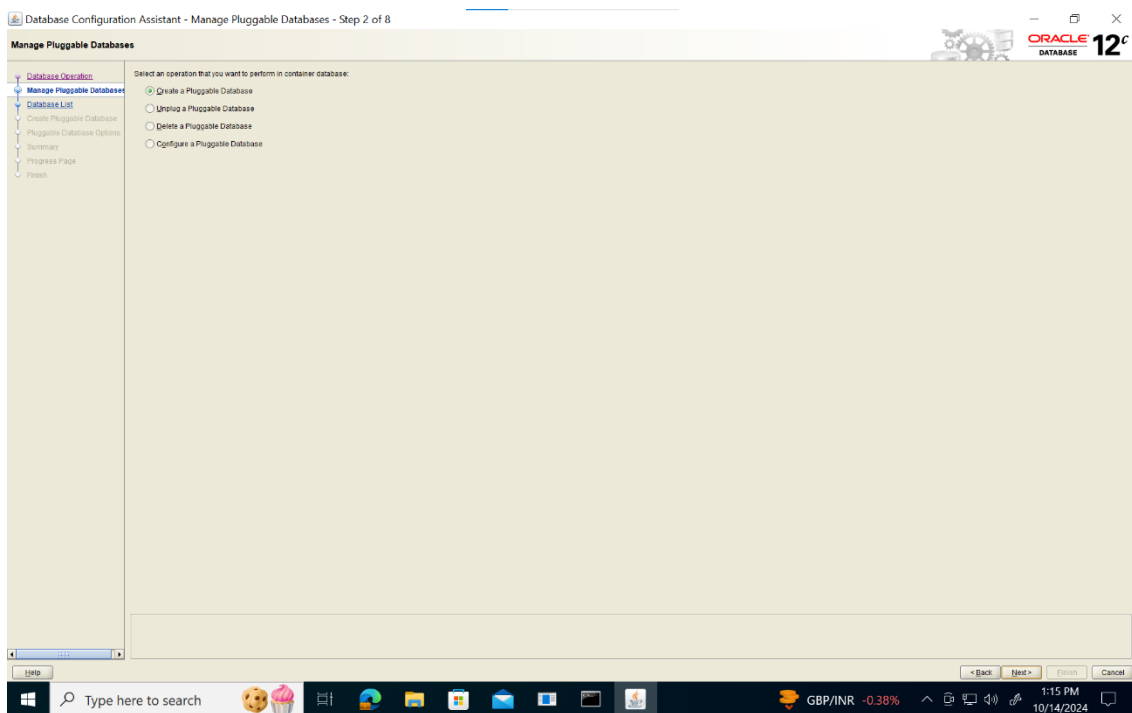 Database Configuration Assistant - Manage Pluggable Databases - Step 2 of 8
Manage Pluggable Databases
ORACLE
DATABASE
12c
Database Operation
Manage Pluggable Databases
Database List
Create Pluggable Database
Pluggable Database Options
Summary
Progress Page
Finish
Select an operation that you want to perform in container database:
Create a Pluggable Database
Unplug a Pluggable Database
Delete a Pluggable Database
Configure a Pluggable Database
Help
< Back
Next >
Finish
Cancel
Type here to search
GBP/INR -0.38%
1:15 PM
10/14/2024